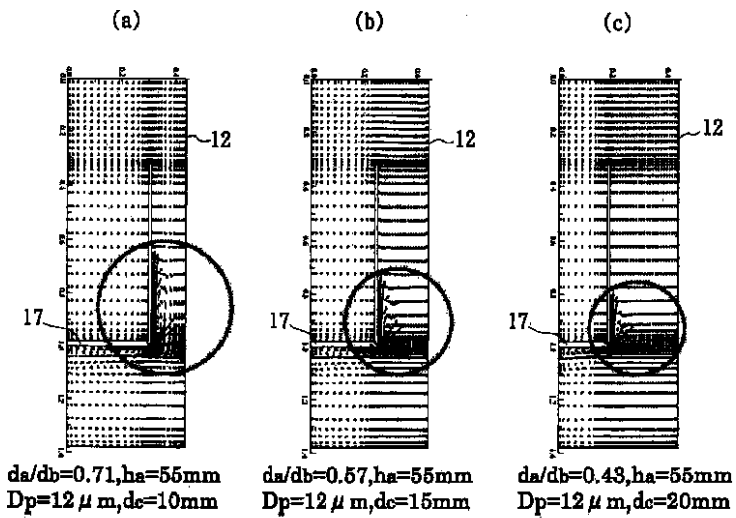 (a) (b) (c)
12
12
12
17
17
17
da/db=0.71,ha=55mm
Dp=12μm,dc=10mm
da/db=0.57,ha=55mm
Dp=12μm,dc=15mm
da/db=0.43,ha=55mm
Dp=12μm,dc=20mm